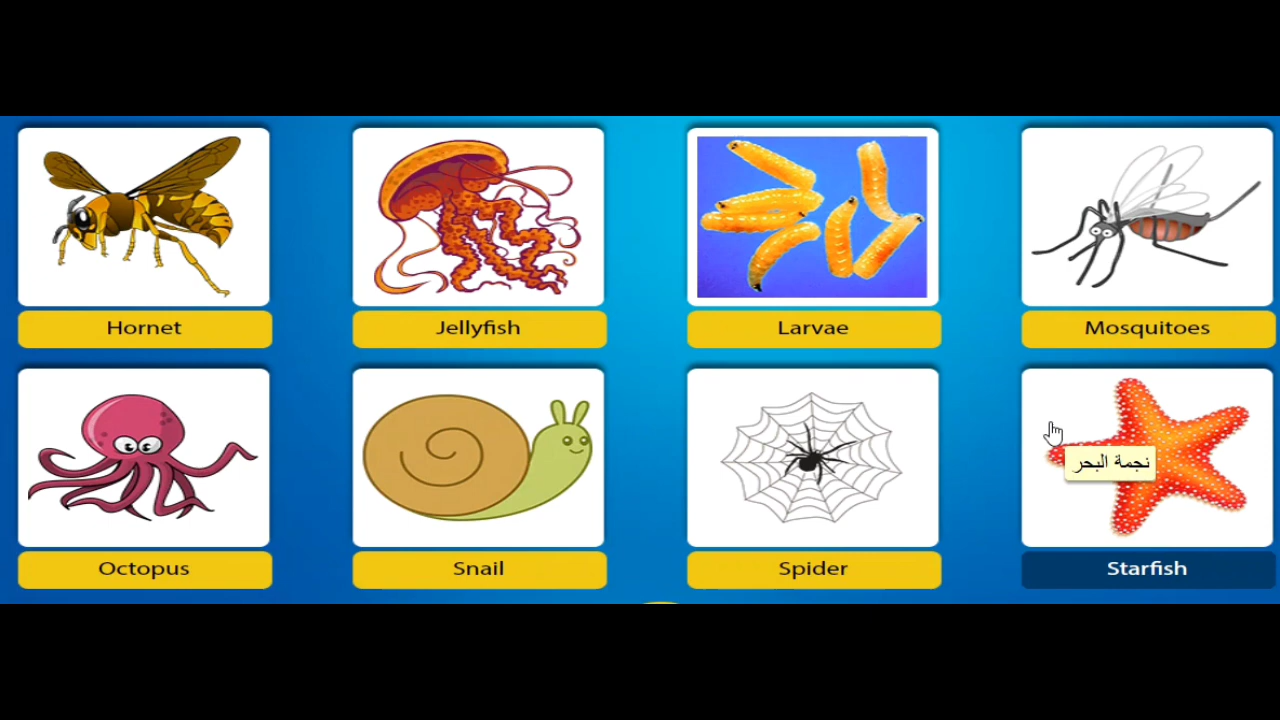 Hornet
Jellyfish
Larvae
Mosquitoes
نجمة البحر
Octopus
Snail
Spider
Starfish